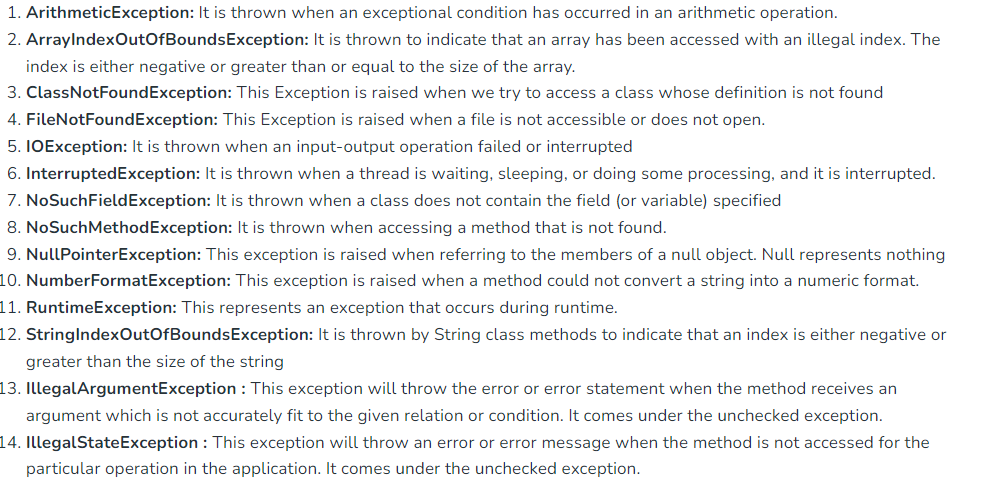 1. ArithmeticException: It is thrown when an exceptional condition has occurred in an arithmetic operation.
2. ArrayIndexOutOfBoundsException: It is thrown to indicate that an array has been accessed with an illegal index. The
index is either negative or greater than or equal to the size of the array.
3. ClassNotFoundException: This Exception is raised when we try to access a class whose definition is not found
4. FileNotFoundException: This Exception is raised when a file is not accessible or does not open.
5. IOException: It is thrown when an input-output operation failed or interrupted
6. InterruptedException: It is thrown when a thread is waiting, sleeping, or doing some processing, and it is interrupted.
7. NoSuchFieldException: It is thrown when a class does not contain the field (or variable) specified
8. NoSuchMethodException: It is thrown when accessing a method that is not found.
9. NullPointerException: This exception is raised when referring to the members of a null object. Null represents nothing
10. NumberFormatException: This exception is raised when a method could not convert a string into a numeric format.
11. RuntimeException: This represents an exception that occurs during runtime.
12. StringIndexOutOfBoundsException: It is thrown by String class methods to indicate that an index is either negative or
greater than the size of the string
13. IllegalArgumentException : This exception will throw the error or error statement when the method receives an
argument which is not accurately fit to the given relation or condition. It comes under the unchecked exception.
14. IllegalStateException : This exception will throw an error or error message when the method is not accessed for the
particular operation in the application. It comes under the unchecked exception.